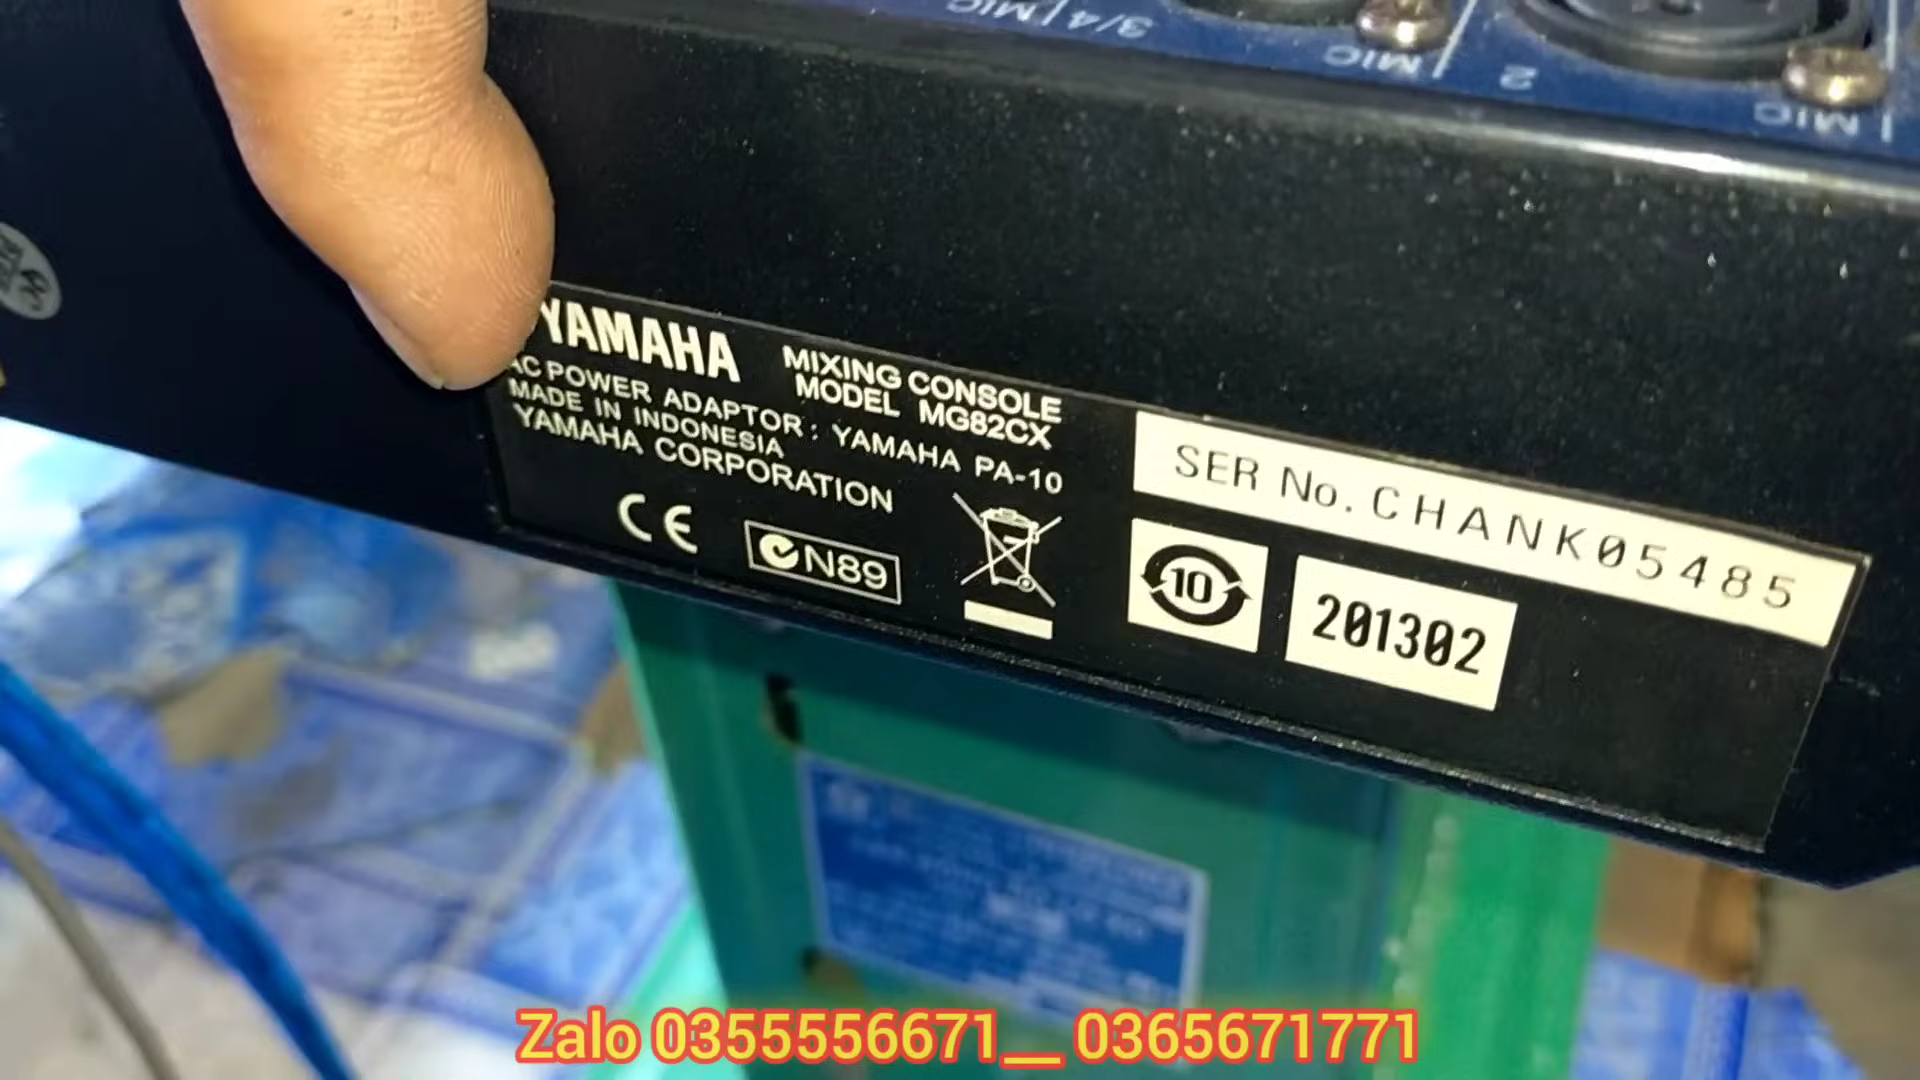 3/4 | MIC
MIC |
2
MIC |
YAMAHA
MIXING CONSOLE
MODEL MG82CX
AC POWER ADAPTOR : YAMAHA PA-10
MADE IN INDONESIA
YAMAHA CORPORATION
CE
N89
SER No. CHANK05485
10
201302
Zalo 0355556671__ 0365671771